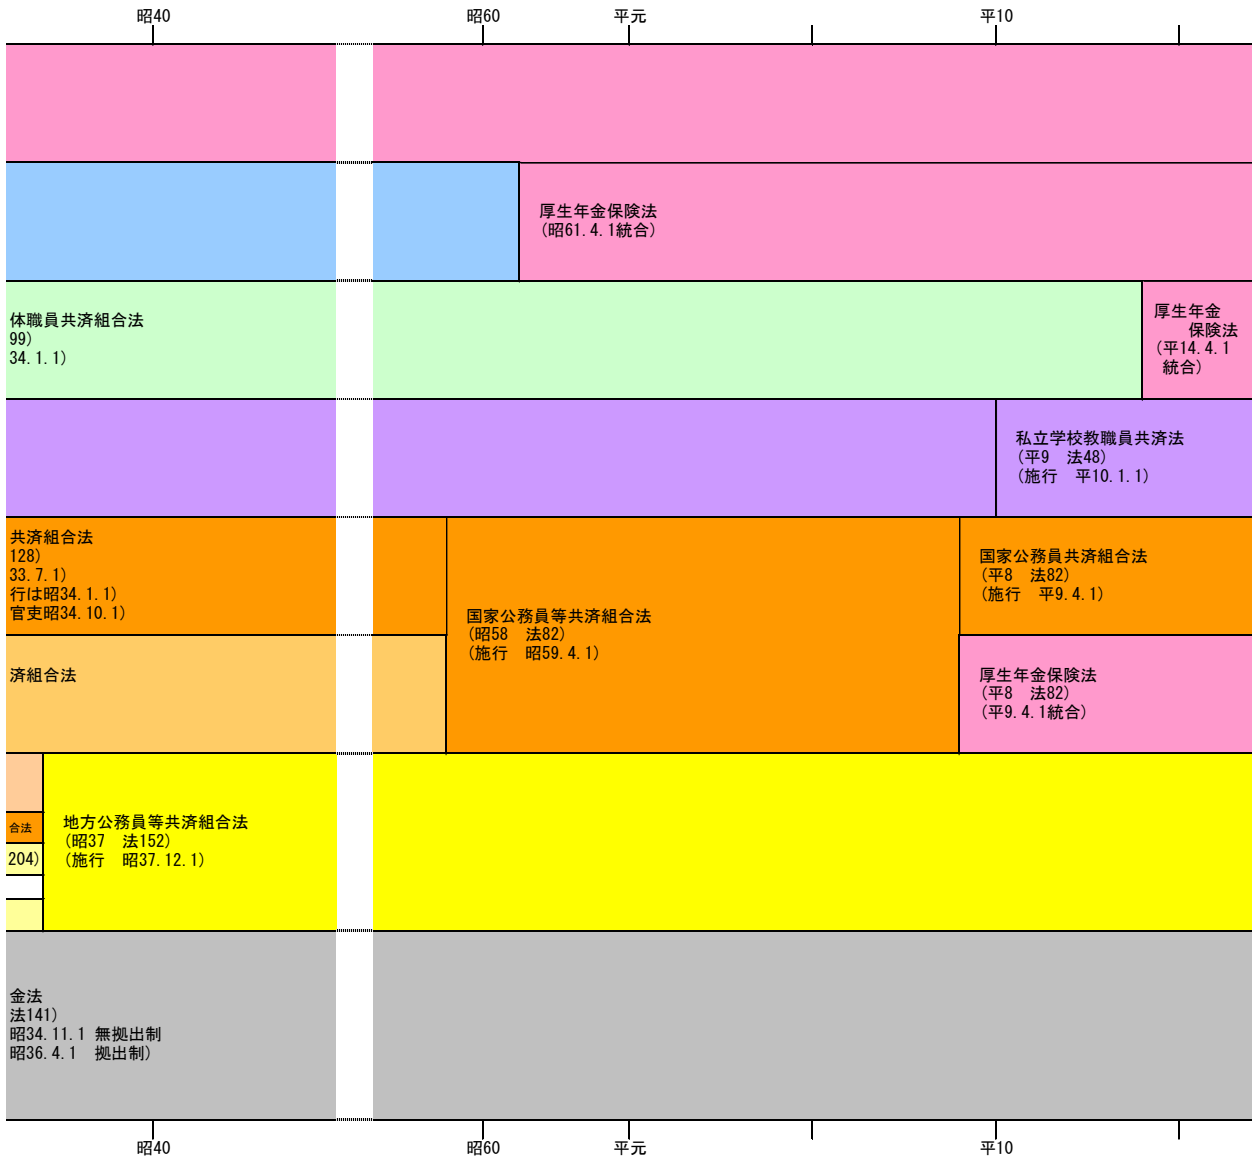 昭40
昭60
平元
平10
厚生年金保険法
(昭61.4.1統合)
体職員共済組合法
99)
34.1.1)
厚生年金
保険法
(平14.4.1
統合)
私立学校教職員共済法
(平9　法48)
(施行　平10.1.1)
共済組合法
128)
33.7.1)
行は昭34.1.1)
官吏昭34.10.1)
国家公務員等共済組合法
(昭58　法82)
(施行　昭59.4.1)
国家公務員共済組合法
(平8　法82)
(施行　平9.4.1)
済組合法
厚生年金保険法
(平8　法82)
(平9.4.1統合)
合法
204)
地方公務員等共済組合法
(昭37　法152)
(施行　昭37.12.1)
金法
法141)
昭34.11.1 無拠出制
昭36.4.1　拠出制)
昭40
昭60
平元
平10